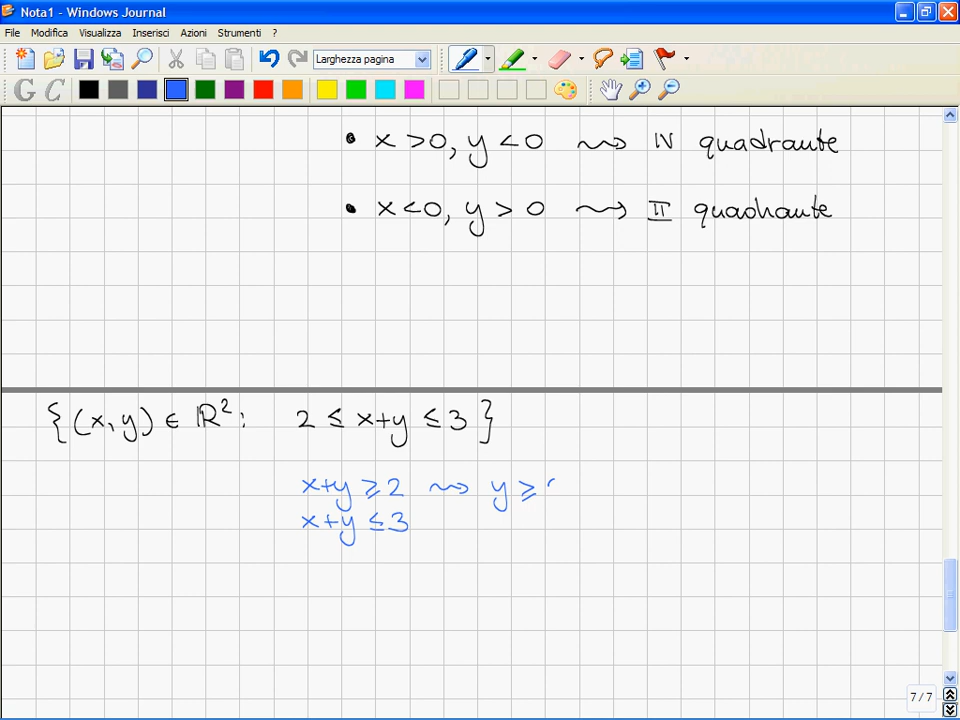 Nota1 - Windows Journal
File Modifica Visualizza Inserisci Azioni Strumenti ?
Larghezza pagina
G C
• x >0, y <0 ⇝ IV quadrante
• x<0, y > 0 ⇝ II quadrante
{(x,y) ∈ ℝ²: 2 ≤ x+y ≤ 3}
x+y ≥ 2 ⇝ y ≥
x+y ≤ 3
7 / 7